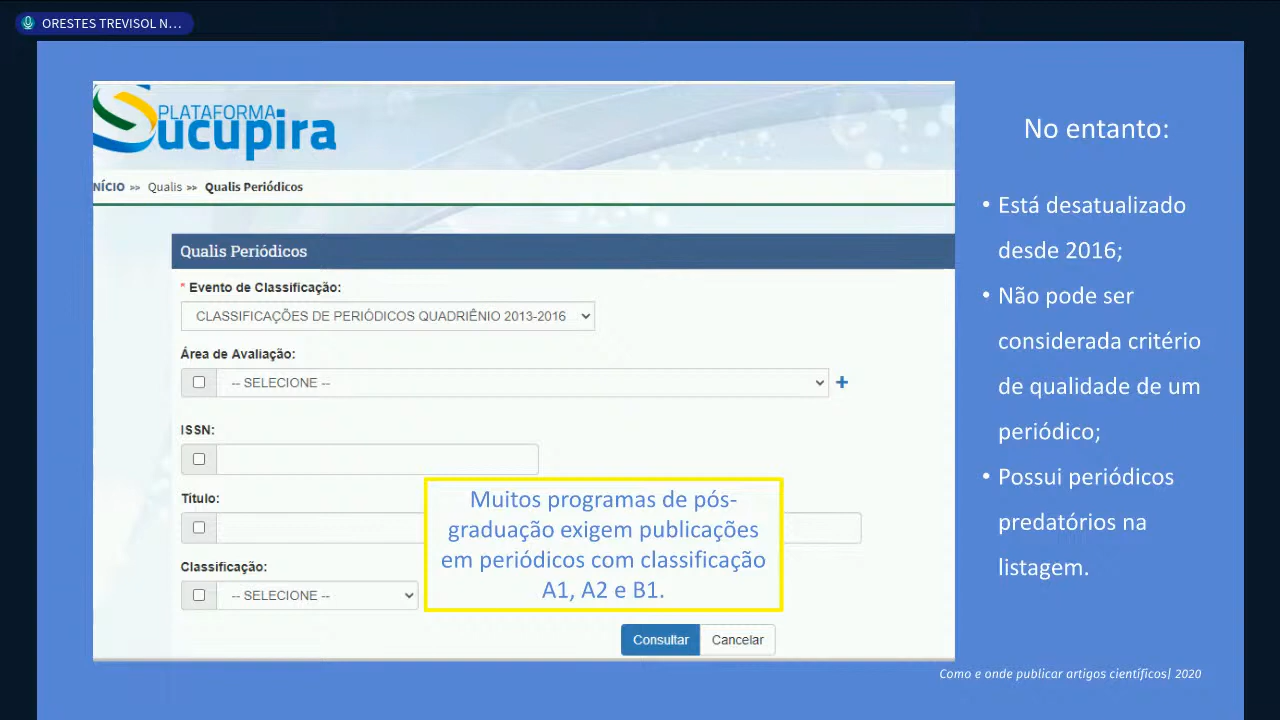 ORESTES TREVISOL N...
PLATAFORMA
Sucupira
NÍCIO »» Qualis »» Qualis Periódicos
Qualis Periódicos
* Evento de Classificação:
CLASSIFICAÇÕES DE PERIÓDICOS QUADRIÊNIO 2013-2016
Área de Avaliação:
-- SELECIONE --
+
ISSN:
Título:
Classificação:
-- SELECIONE --
Muitos programas de pós-
graduação exigem publicações
em periódicos com classificação
A1, A2 e B1.
Consultar Cancelar
No entanto:
• Está desatualizado
desde 2016;
• Não pode ser
considerada critério
de qualidade de um
periódico;
• Possui periódicos
predatórios na
listagem.
Como e onde publicar artigos científicos| 2020